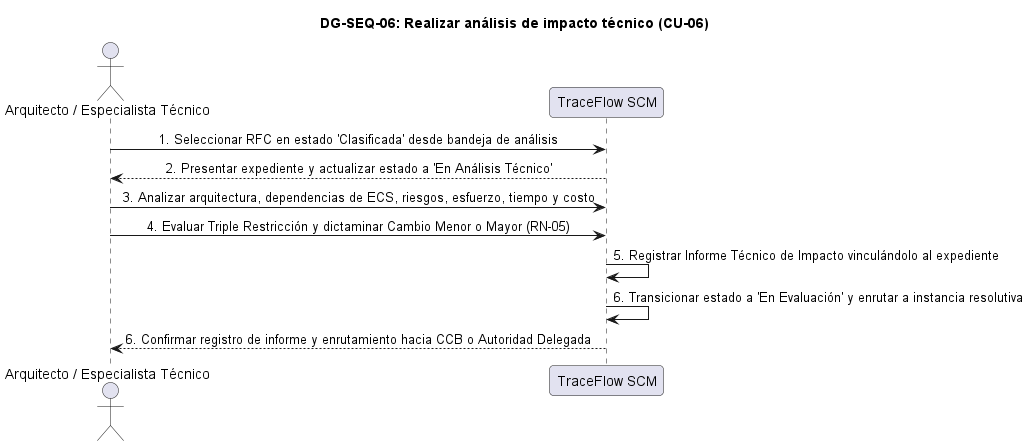 DG-SEQ-06: Realizar análisis de impacto técnico (CU-06)
Arquitecto / Especialista Técnico
TraceFlow SCM
1. Seleccionar RFC en estado 'Clasificada' desde bandeja de análisis
2. Presentar expediente y actualizar estado a 'En Análisis Técnico'
3. Analizar arquitectura, dependencias de ECS, riesgos, esfuerzo, tiempo y costo
4. Evaluar Triple Restricción y dictaminar Cambio Menor o Mayor (RN-05)
5. Registrar Informe Técnico de Impacto vinculándolo al expediente
6. Transicionar estado a 'En Evaluación' y enrutar a instancia resolutiva
6. Confirmar registro de informe y enrutamiento hacia CCB o Autoridad Delegada
Arquitecto / Especialista Técnico
TraceFlow SCM